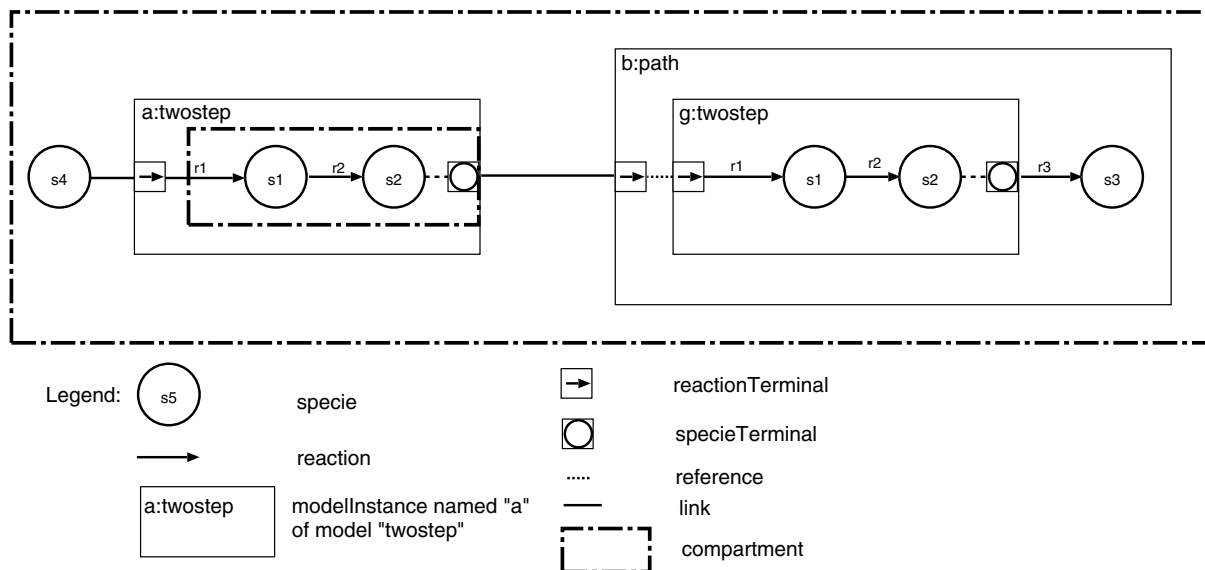 b:path
a:twostep
g:twostep
s4
r1
s1
r2
s2
r1
s1
r2
s2
r3
s3
Legend:
s5
specie
reaction
a:twostep
modelInstance named "a"
of model "twostep"
reactionTerminal
specieTerminal
reference
link
compartment